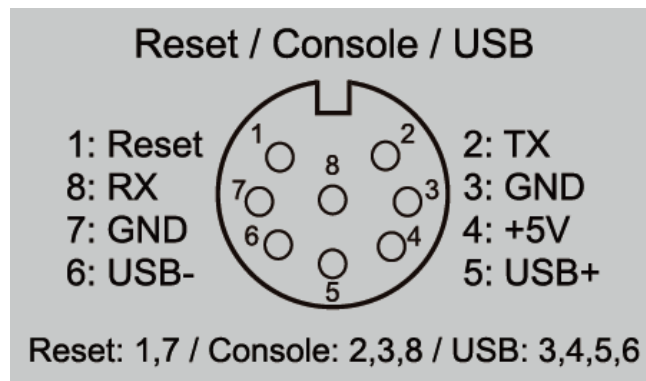 Reset / Console / USB
1: Reset
8: RX
7: GND
6: USB-
1
2
8
7
3
6
4
5
2: TX
3: GND
4: +5V
5: USB+
Reset: 1,7 / Console: 2,3,8 / USB: 3,4,5,6